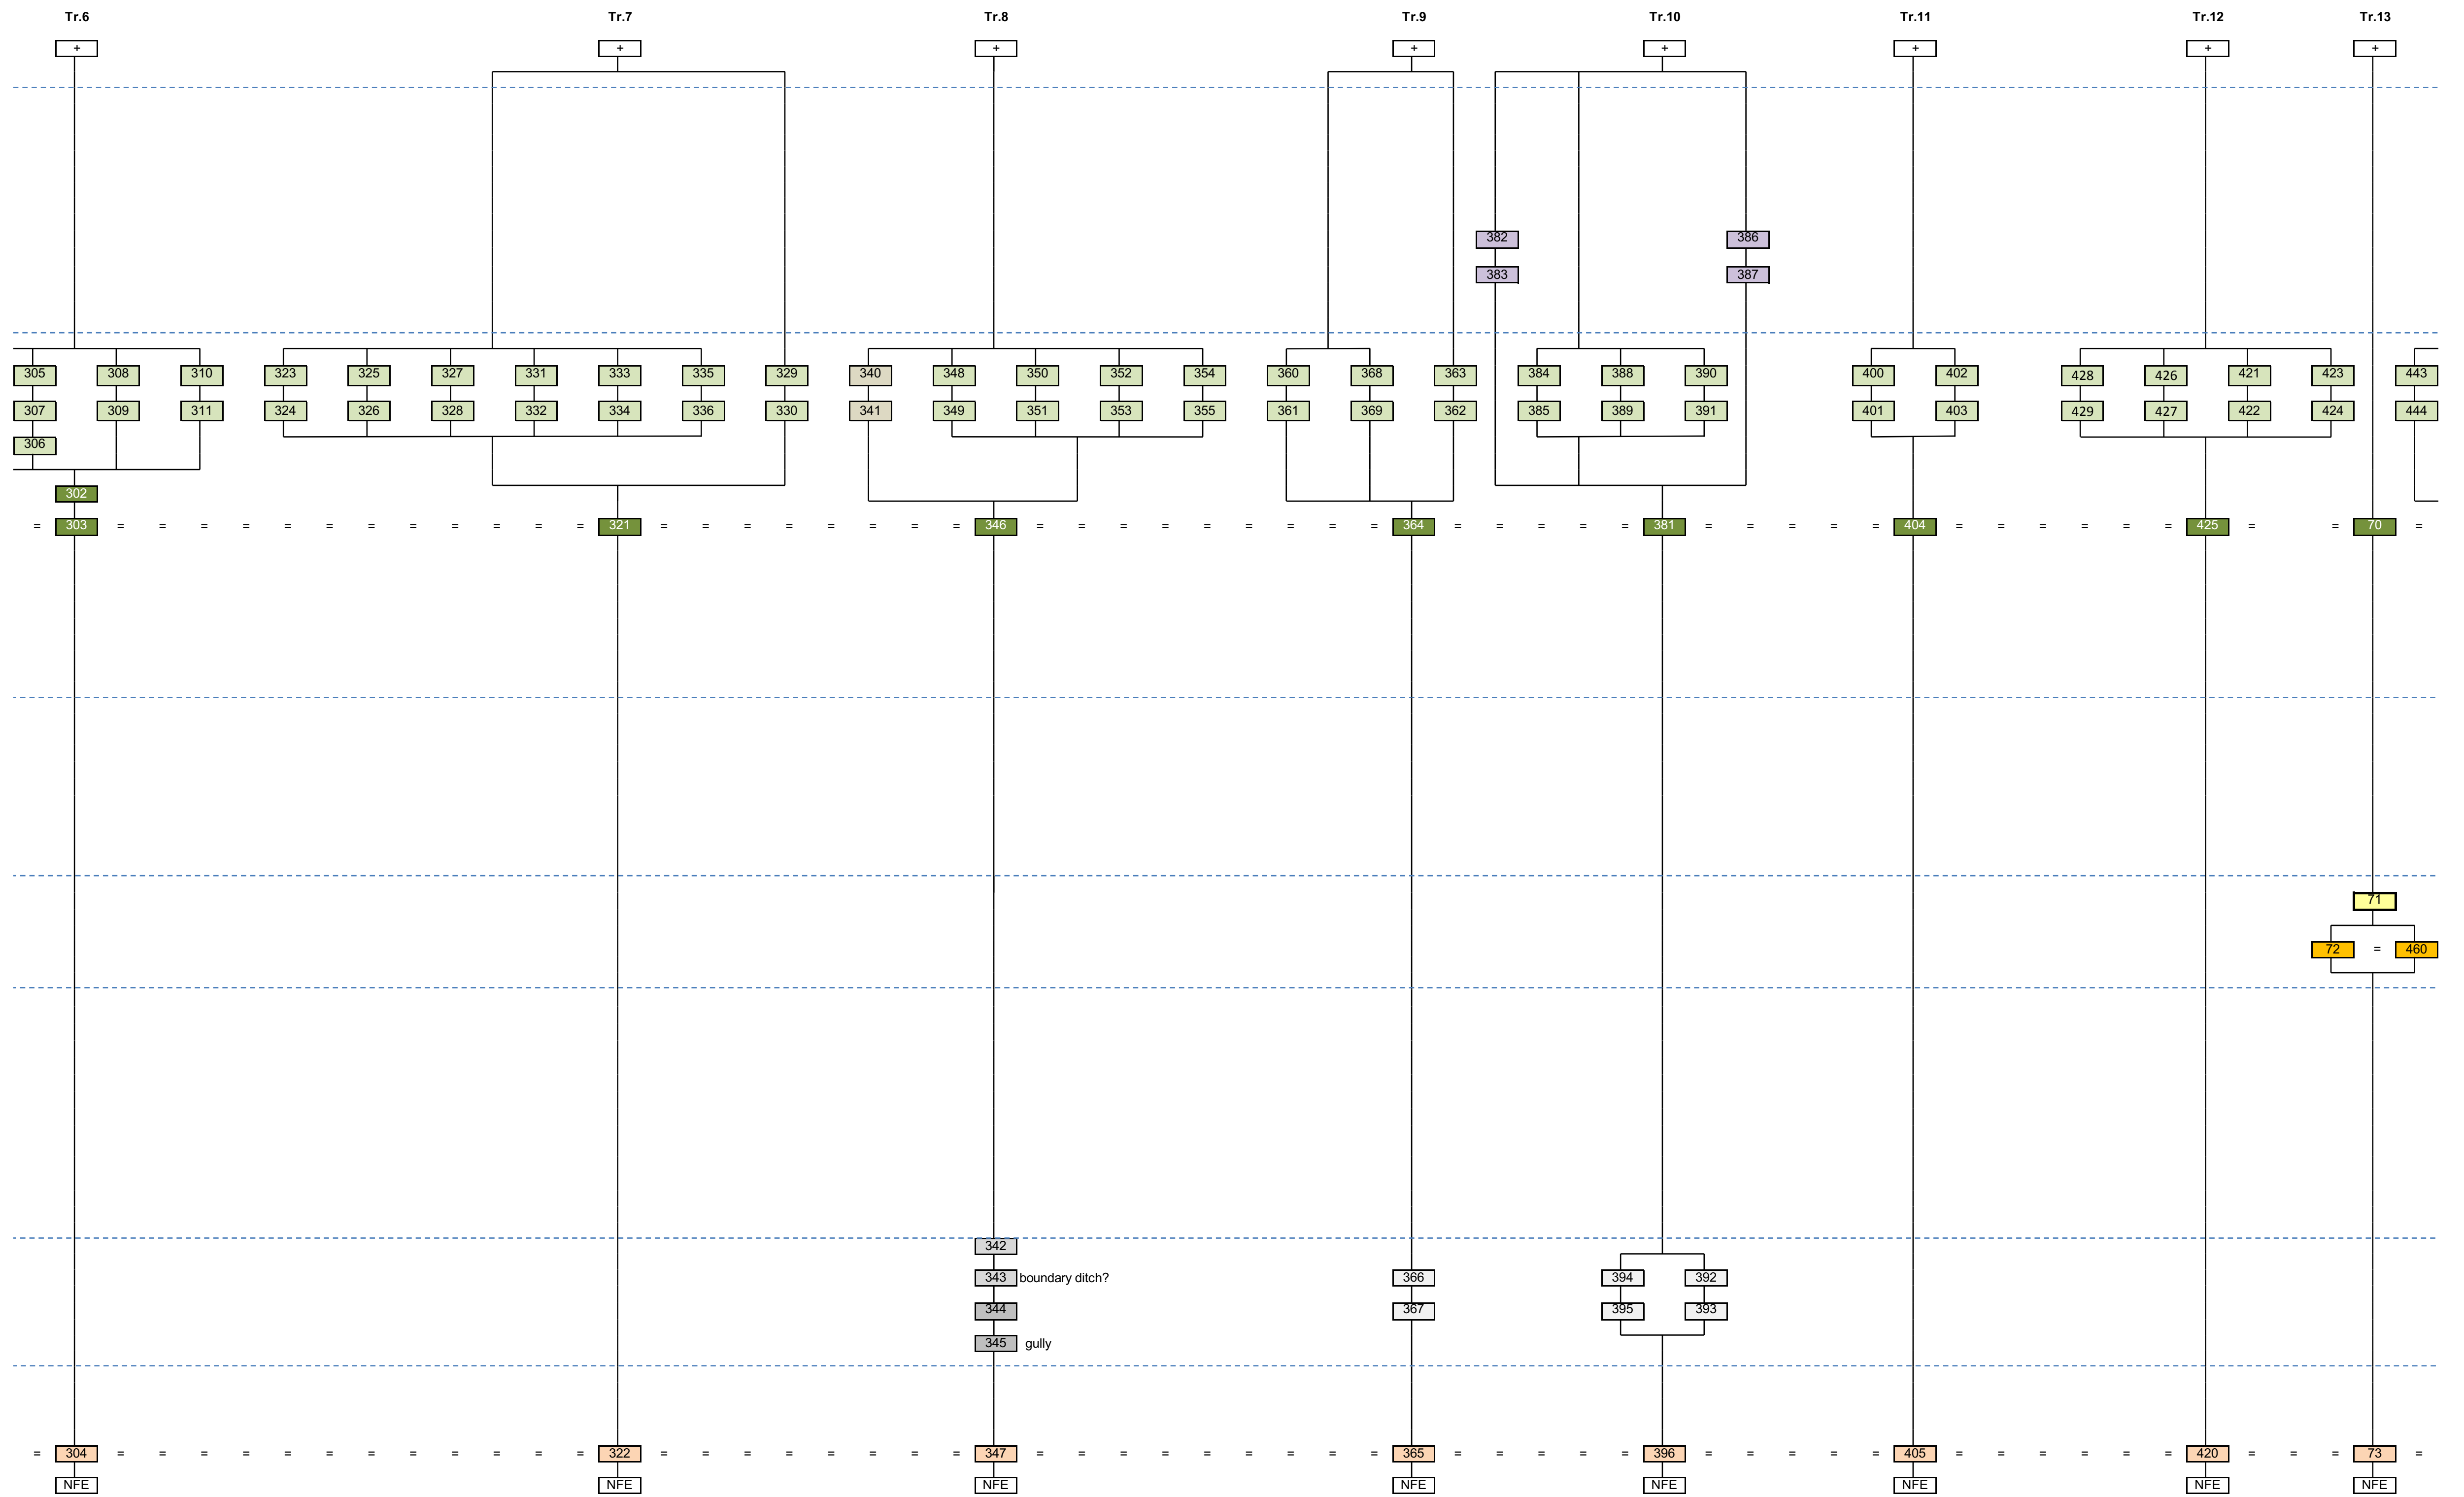 Tr.6 Tr.7 Tr.8 Tr.9 Tr.10 Tr.11 Tr.12 Tr.13
+ + + + + + + +
382 386
383 387
305 308 310 323 325 327 331 333 335 329 340 348 350 352 354 360 368 363 384 388 390 400 402 428 426 421 423 443
307 309 311 324 326 328 332 334 336 330 341 349 351 353 355 361 369 362 385 389 391 401 403 429 427 422 424 444
306
302
= 303 = = = = = = = = = = = = 321 = = = = = = = = 346 = = = = = = = = = 364 = = = = = 381 = = = = = 404 = = = = = = 425 = = 70 =
71
72 = 460
342
343 boundary ditch? 366 394 392
344 367 395 393
345 gully
= 304 = = = = = = = = = = = = 322 = = = = = = = = 347 = = = = = = = = = 365 = = = = = 396 = = = = = 405 = = = = = = 420 = = = 73 =
NFE NFE NFE NFE NFE NFE NFE NFE